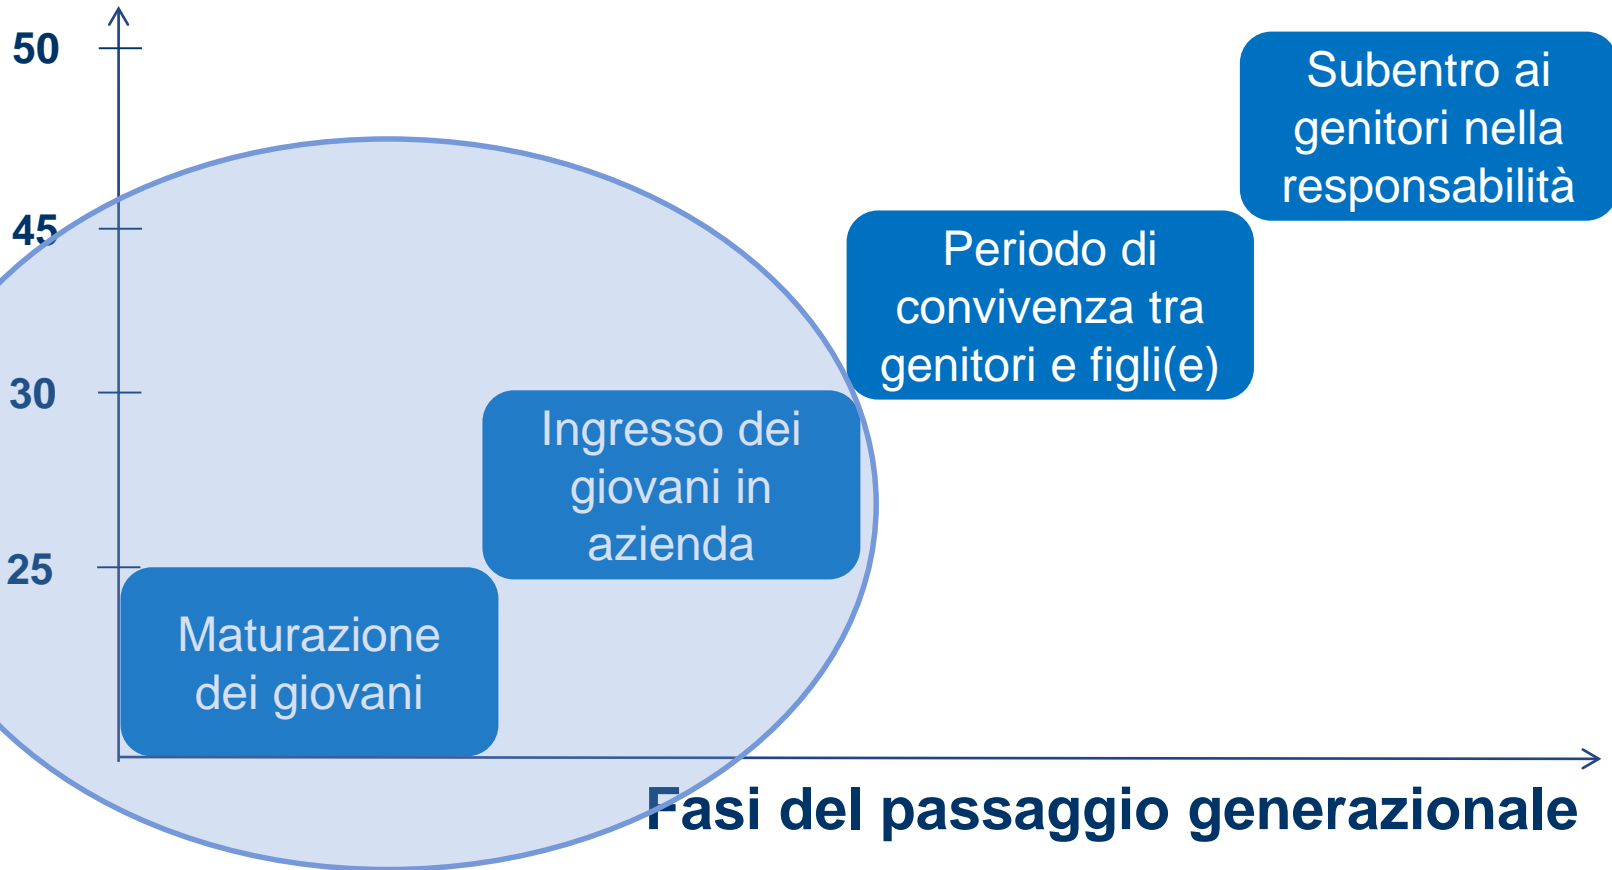 50
Subentro ai
genitori nella
responsabilità
45
Periodo di
convivenza tra
genitori e figli(e)
30
Ingresso dei
giovani in
azienda
25
Maturazione
dei giovani
Fasi del passaggio generazionale